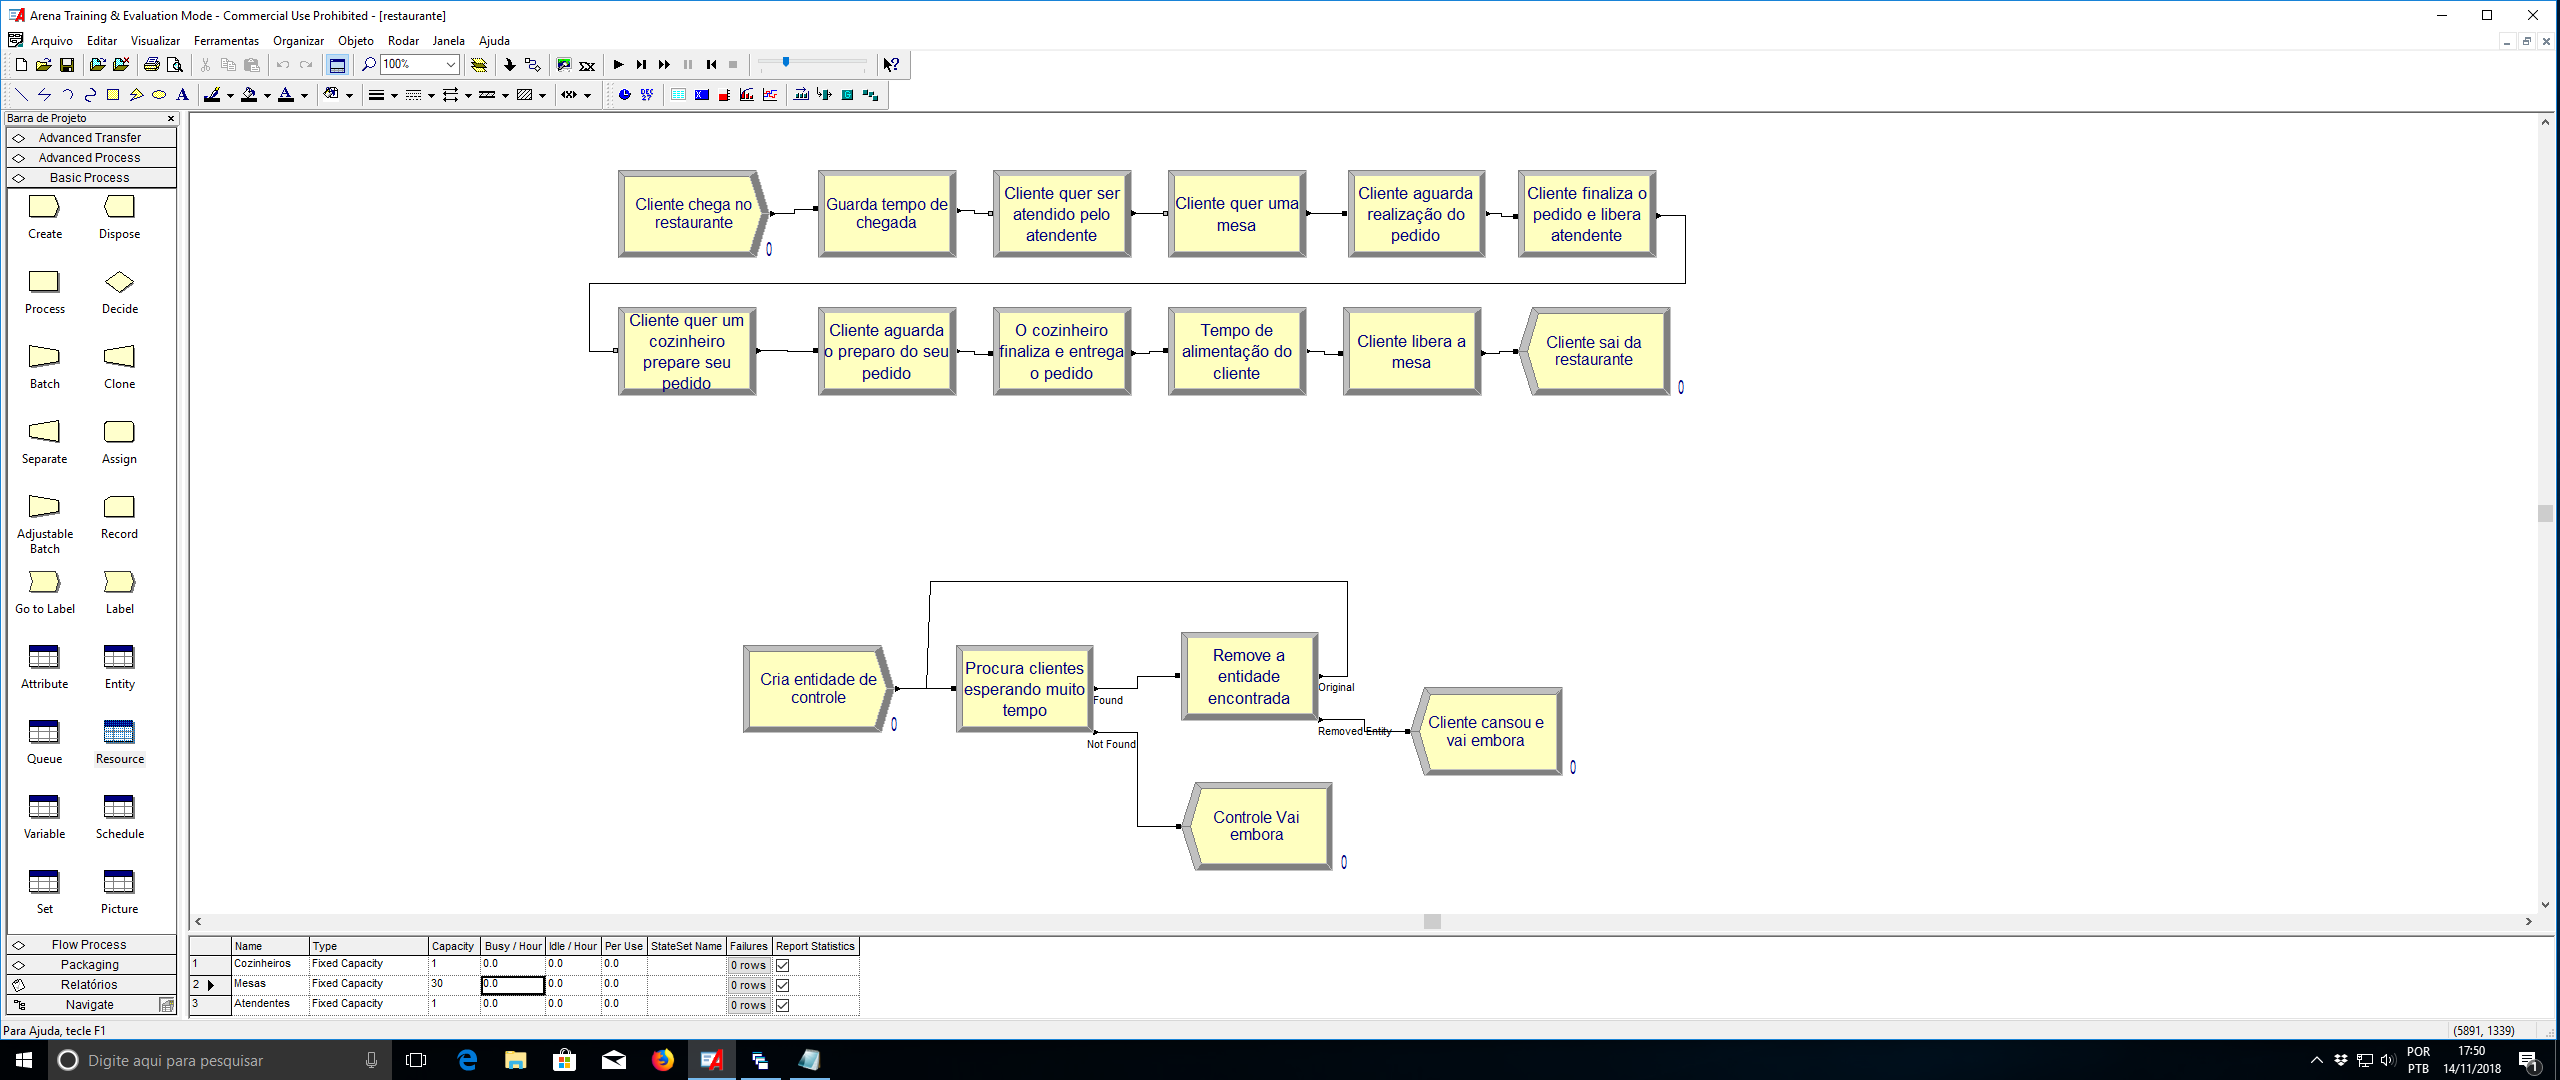 Arena Training & Evaluation Mode - Commercial Use Prohibited - [restaurante]
Arquivo Editar Visualizar Ferramentas Organizar Objeto Rodar Janela Ajuda
100%
Barra de Projeto
Advanced Transfer
Advanced Process
Basic Process
Create Dispose
Process Decide
Batch Clone
Separate Assign
Adjustable Batch Record
Go to Label Label
Attribute Entity
Queue Resource
Variable Schedule
Set Picture
Flow Process
Packaging
Relatórios
Navigate
Cliente chega no
restaurante
0
Guarda tempo de
chegada
Cliente quer ser
atendido pelo
atendente
Cliente quer uma
mesa
Cliente aguarda
realização do
pedido
Cliente finaliza o
pedido e libera
atendente
Cliente quer um
cozinheiro
prepare seu
pedido
Cliente aguarda
o preparo do seu
pedido
O cozinheiro
finaliza e entrega
o pedido
Tempo de
alimentação do
cliente
Cliente libera a
mesa
Cliente sai da
restaurante
0
Cria entidade de
controle
0
Procura clientes
esperando muito
tempo
Found
Not Found
Remove a
entidade
encontrada
Original
Removed Entity
Cliente cansou e
vai embora
0
Controle Vai
embora
0
Name Type Capacity Busy / Hour Idle / Hour Per Use StateSet Name Failures Report Statistics
1 Cozinheiros Fixed Capacity 1 0.0 0.0 0.0 0 rows
2 Mesas Fixed Capacity 30 0.0 0.0 0.0 0 rows
3 Atendentes Fixed Capacity 1 0.0 0.0 0.0 0 rows
Para Ajuda, tecle F1
(5891, 1339)
Digite aqui para pesquisar
POR
PTB
17:50
14/11/2018
1